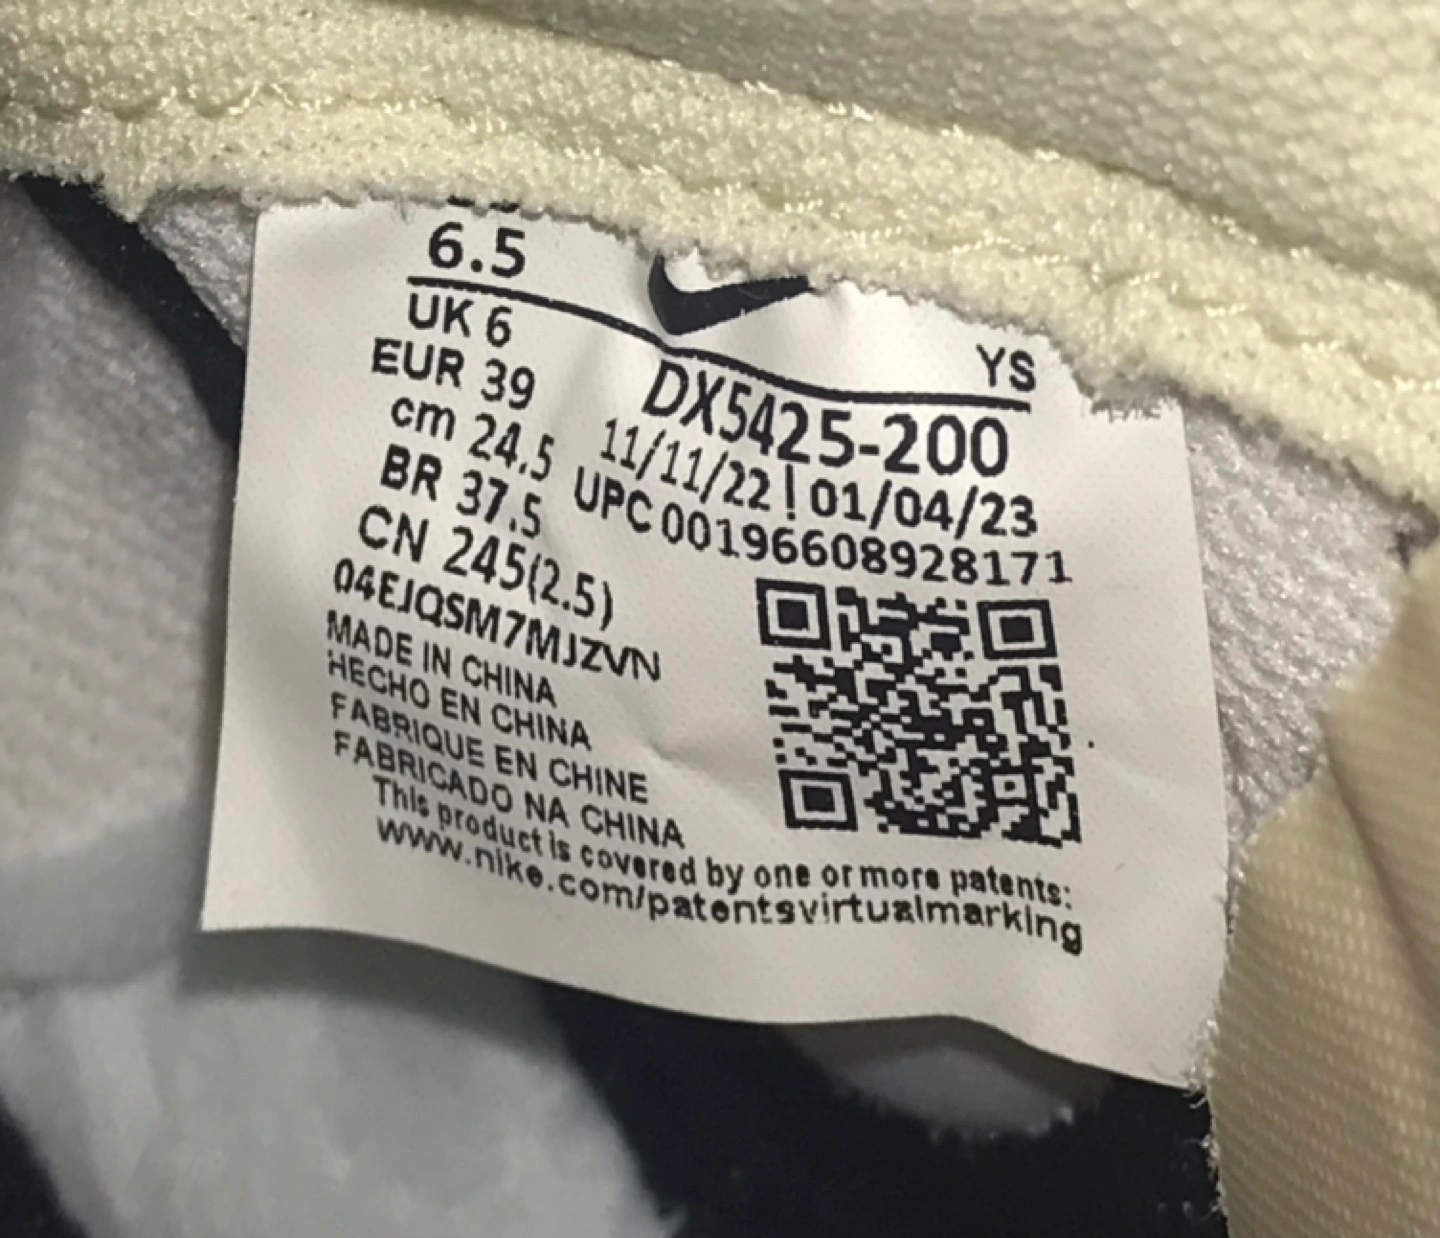 6.5
YS
UK 6
EUR 39
cm 24.5
BR 37.5
CN 245(2.5)
DX5425-200
11/11/22 | 01/04/23
UPC 00196608928171
04EJQSM7MJZVN
MADE IN CHINA
HECHO EN CHINA
FABRIQUE EN CHINE
FABRICADO NA CHINA
This product is covered by one or more patents:
www.nike.com/patentsvirtualmarking